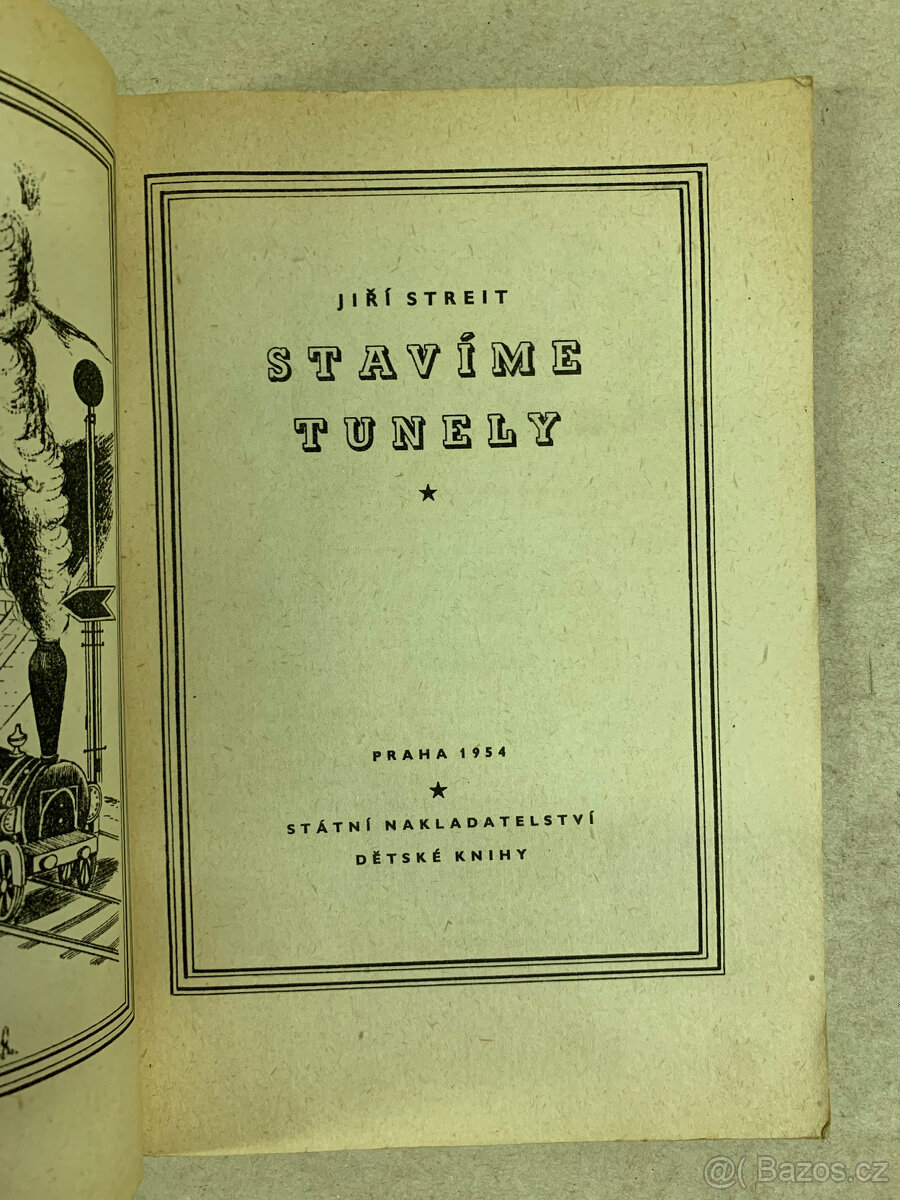 JIŘÍ STREIT
STAVÍME
TUNELY
★
PRAHA 1954
★
STÁTNÍ NAKLADATELSTVÍ
DĚTSKÉ KNIHY
@( Bazos.cz